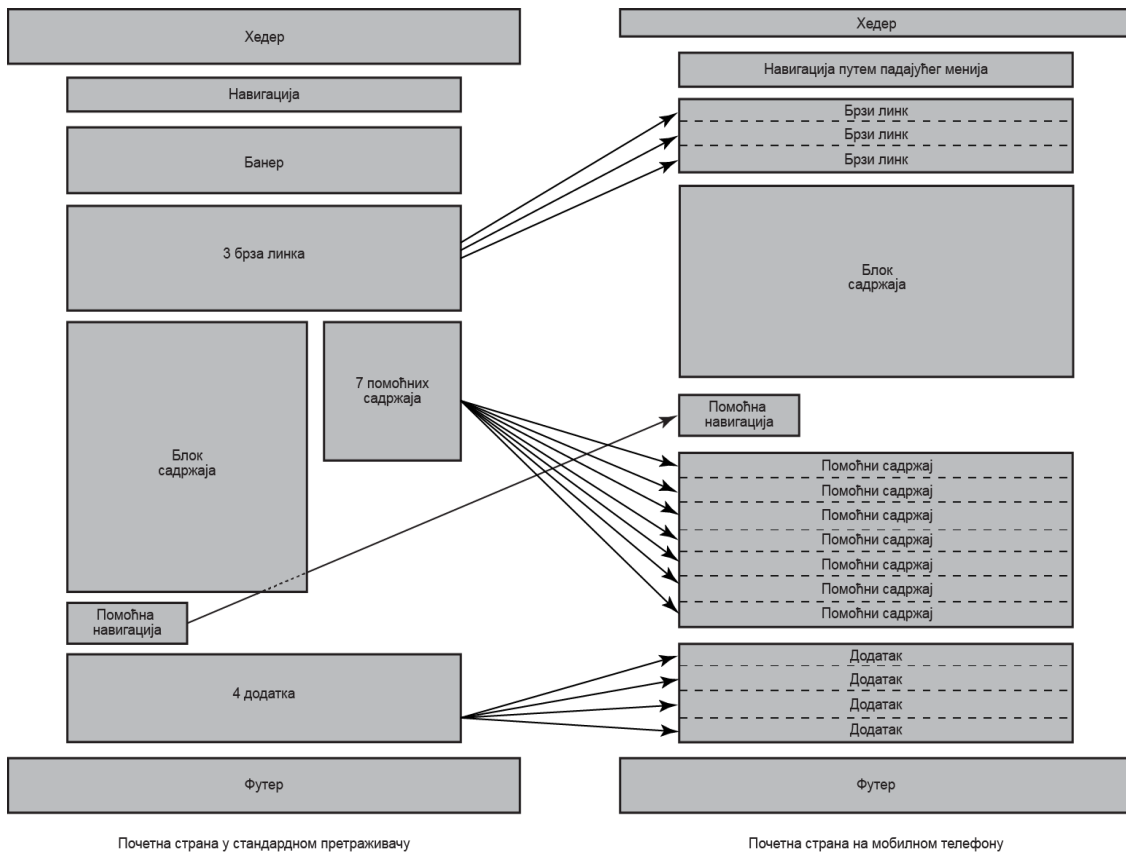 Хедер
Навигација
Банер
3 брза линка
Блок
садржаја
7 помоћних
садржаја
Помоћна
навигација
4 додатка
Футер
Почетна страна у стандардном претраживачу
Хедер
Навигација путем падајућег менија
Брзи линк
Брзи линк
Брзи линк
Блок
садржаја
Помоћна
навигација
Помоћни садржај
Помоћни садржај
Помоћни садржај
Помоћни садржај
Помоћни садржај
Помоћни садржај
Помоћни садржај
Додатак
Додатак
Додатак
Додатак
Футер
Почетна страна на мобилном телефону